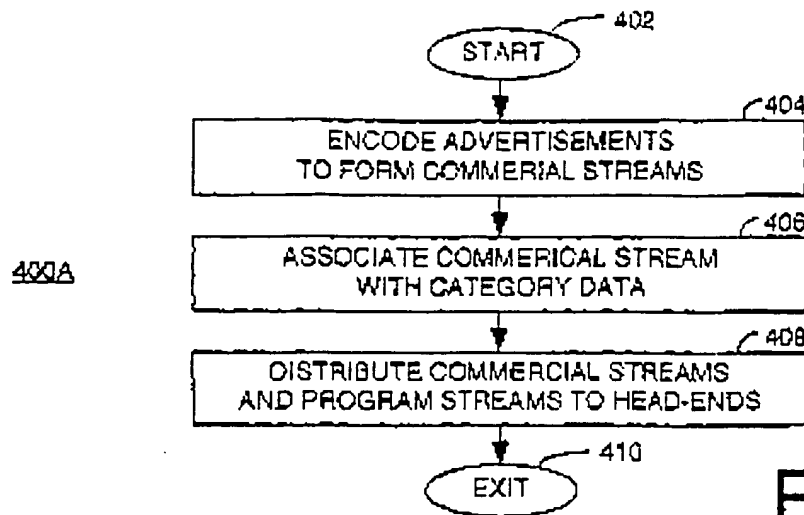 402
START
404
ENCODE ADVERTISEMENTS
TO FORM COMMERIAL STREAMS
406
400A
ASSOCIATE COMMERICAL STREAM
WITH CATEGORY DATA
408
DISTRIBUTE COMMERCIAL STREAMS
AND PROGRAM STREAMS TO HEAD-ENDS
410
EXIT